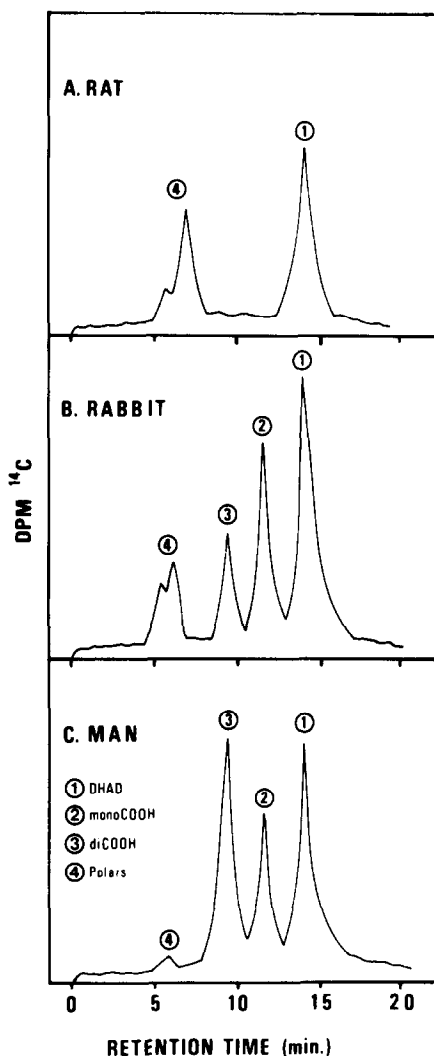 A. RAT
①
④
B. RABBIT
①
②
③
④
DPM ¹⁴C
C. MAN
③
①
②
① DHAD
② monoCOOH
③ diCOOH
④ Polars
④
0 5 10 15 20
RETENTION TIME (min.)